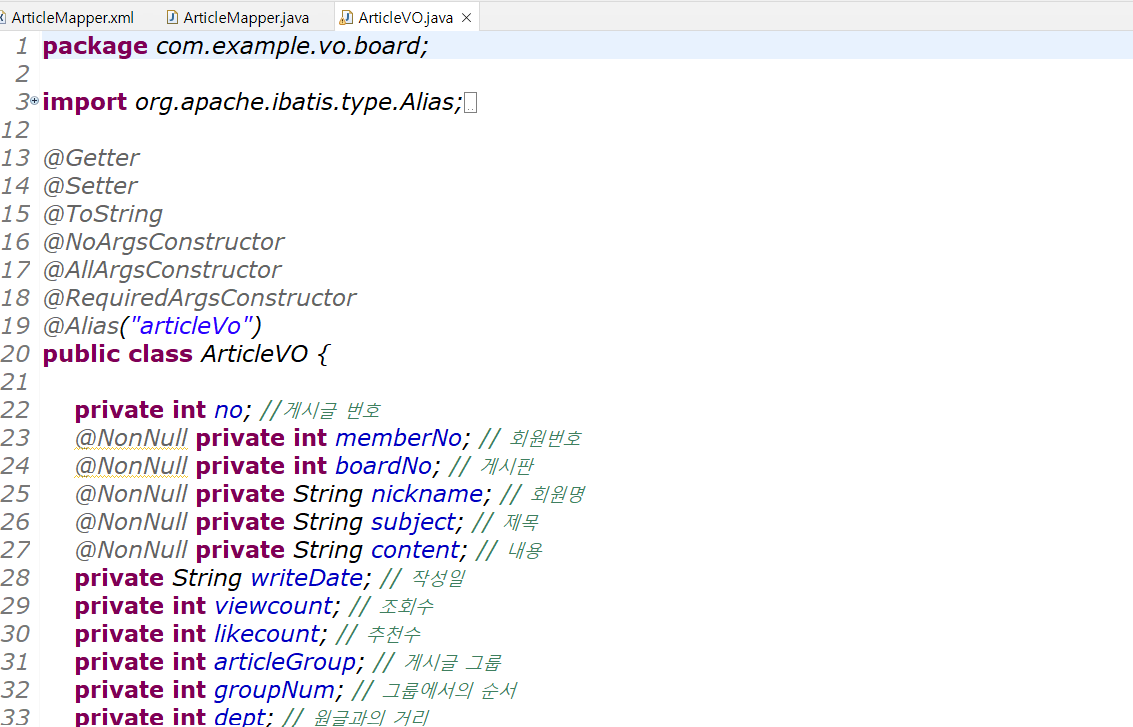 ArticleMapper.xml ArticleMapper.java ArticleVO.java
1 package com.example.vo.board;
2
3 import org.apache.ibatis.type.Alias;
12
13 @Getter
14 @Setter
15 @ToString
16 @NoArgsConstructor
17 @AllArgsConstructor
18 @RequiredArgsConstructor
19 @Alias("articleVo")
20 public class ArticleVO {
21
22 private int no; //게시글 번호
23 @NonNull private int memberNo; // 회원번호
24 @NonNull private int boardNo; // 게시판
25 @NonNull private String nickname; // 회원명
26 @NonNull private String subject; // 제목
27 @NonNull private String content; // 내용
28 private String writeDate; // 작성일
29 private int viewcount; // 조회수
30 private int likecount; // 추천수
31 private int articleGroup; // 게시글 그룹
32 private int groupNum; // 그룹에서의 순서
33 private int dept; // 원글과의 거리